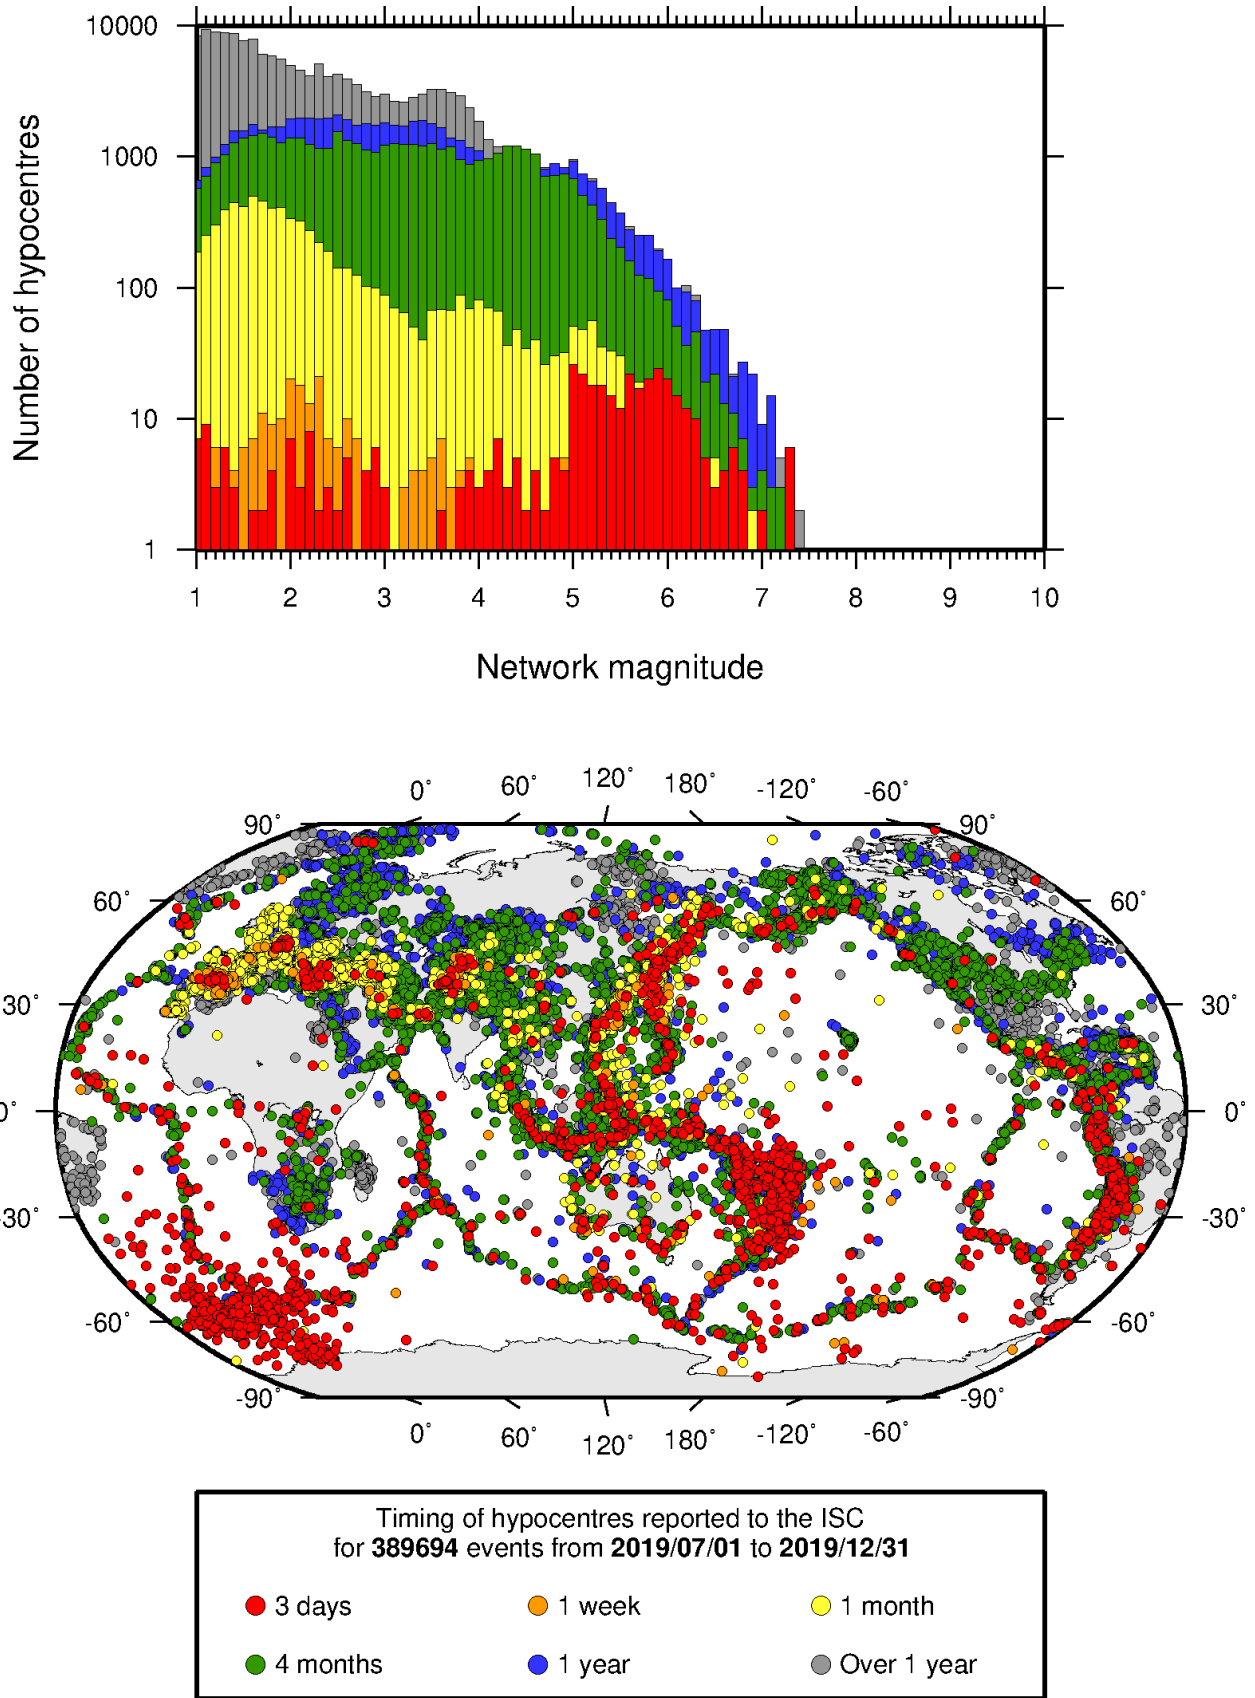 10000
1000
100
10
1
Number of hypocentres
1 2 3 4 5 6 7 8 9 10
Network magnitude
0° 60° 120° 180° -120° -60°
90° 90°
60° 60°
30° 30°
0° 0°
-30° -30°
-60° -60°
-90° -90°
0° 60° 120° 180° -120° -60°
Timing of hypocentres reported to the ISC
for 389694 events from 2019/07/01 to 2019/12/31
3 days 1 week 1 month
4 months 1 year Over 1 year